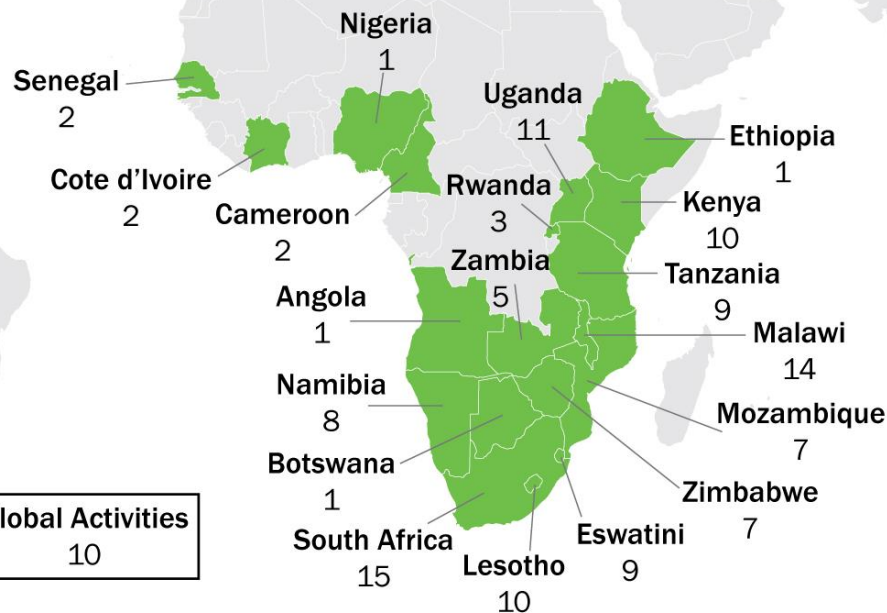 Nigeria
1
Senegal
2
Uganda
11
Ethiopia
1
Cote d'Ivoire
2
Rwanda
3
Kenya
10
Cameroon
2
Zambia
5
Tanzania
9
Angola
1
Malawi
14
Namibia
8
Mozambique
7
Botswana
1
Zimbabwe
7
lobal Activities
10
South Africa
15
Lesotho
10
Eswatini
9